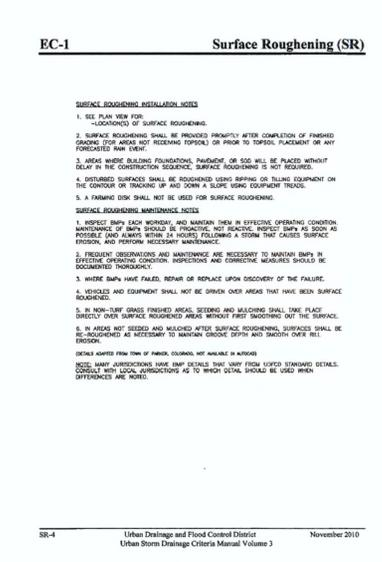 EC-1 Surface Roughening (SR)
SURFACE ROUGHENING INSTALLATION NOTES
1. SEE PLAN VIEW FOR:
-LOCATION(S) OF SURFACE ROUGHENING.
2. SURFACE ROUGHENING SHALL BE PROVIDED PROMPTLY AFTER COMPLETION OF FINISHED
GRADING (FOR AREAS NOT RECEIVING TOPSOIL) OR PRIOR TO TOPSOIL PLACEMENT OR ANY
FORECASTED RAIN EVENT.
3. AREAS WHERE BUILDING FOUNDATIONS, PAVEMENT, OR SOD WILL BE PLACED WITHOUT
DELAY IN THE CONSTRUCTION SEQUENCE, SURFACE ROUGHENING IS NOT REQUIRED.
4. DISTURBED SURFACES SHALL BE ROUGHENED USING RIPPING OR TILLING EQUIPMENT ON
THE CONTOUR OR TRACKING UP AND DOWN A SLOPE USING EQUIPMENT TREADS.
5. A FARMING DISK SHALL NOT BE USED FOR SURFACE ROUGHENING.
SURFACE ROUGHENING MAINTENANCE NOTES
1. INSPECT BMPs EACH WORKDAY, AND MAINTAIN THEM IN EFFECTIVE OPERATING CONDITION.
MAINTENANCE OF BMPs SHOULD BE PROACTIVE, NOT REACTIVE. INSPECT BMPs AS SOON AS
POSSIBLE (AND ALWAYS WITHIN 24 HOURS) FOLLOWING A STORM THAT CAUSES SURFACE
EROSION, AND PERFORM NECESSARY MAINTENANCE.
2. FREQUENT OBSERVATIONS AND MAINTENANCE ARE NECESSARY TO MAINTAIN BMPs IN
EFFECTIVE OPERATING CONDITION. INSPECTIONS AND CORRECTIVE MEASURES SHOULD BE
DOCUMENTED THOROUGHLY.
3. WHERE BMPs HAVE FAILED, REPAIR OR REPLACE UPON DISCOVERY OF THE FAILURE.
4. VEHICLES AND EQUIPMENT SHALL NOT BE DRIVEN OVER AREAS THAT HAVE BEEN SURFACE
ROUGHENED.
5. IN NON-TURF GRASS FINISHED AREAS, SEEDING AND MULCHING SHALL TAKE PLACE
DIRECTLY OVER SURFACE ROUGHENED AREAS WITHOUT FIRST SMOOTHING OUT THE SURFACE.
6. IN AREAS NOT SEEDED AND MULCHED AFTER SURFACE ROUGHENING, SURFACES SHALL BE
RE-ROUGHENED AS NECESSARY TO MAINTAIN GROOVE DEPTH AND SMOOTH OVER RILL
EROSION.
(DETAILS ADAPTED FROM TOWN OF PARKER, COLORADO, NOT AVAILABLE IN AUTOCAD)
NOTE: MANY JURISDICTIONS HAVE BMP DETAILS THAT VARY FROM UDFCD STANDARD DETAILS.
CONSULT WITH LOCAL JURISDICTIONS AS TO WHICH DETAIL SHOULD BE USED WHEN
DIFFERENCES ARE NOTED.
SR-4 Urban Drainage and Flood Control District November 2010
Urban Storm Drainage Criteria Manual Volume 3